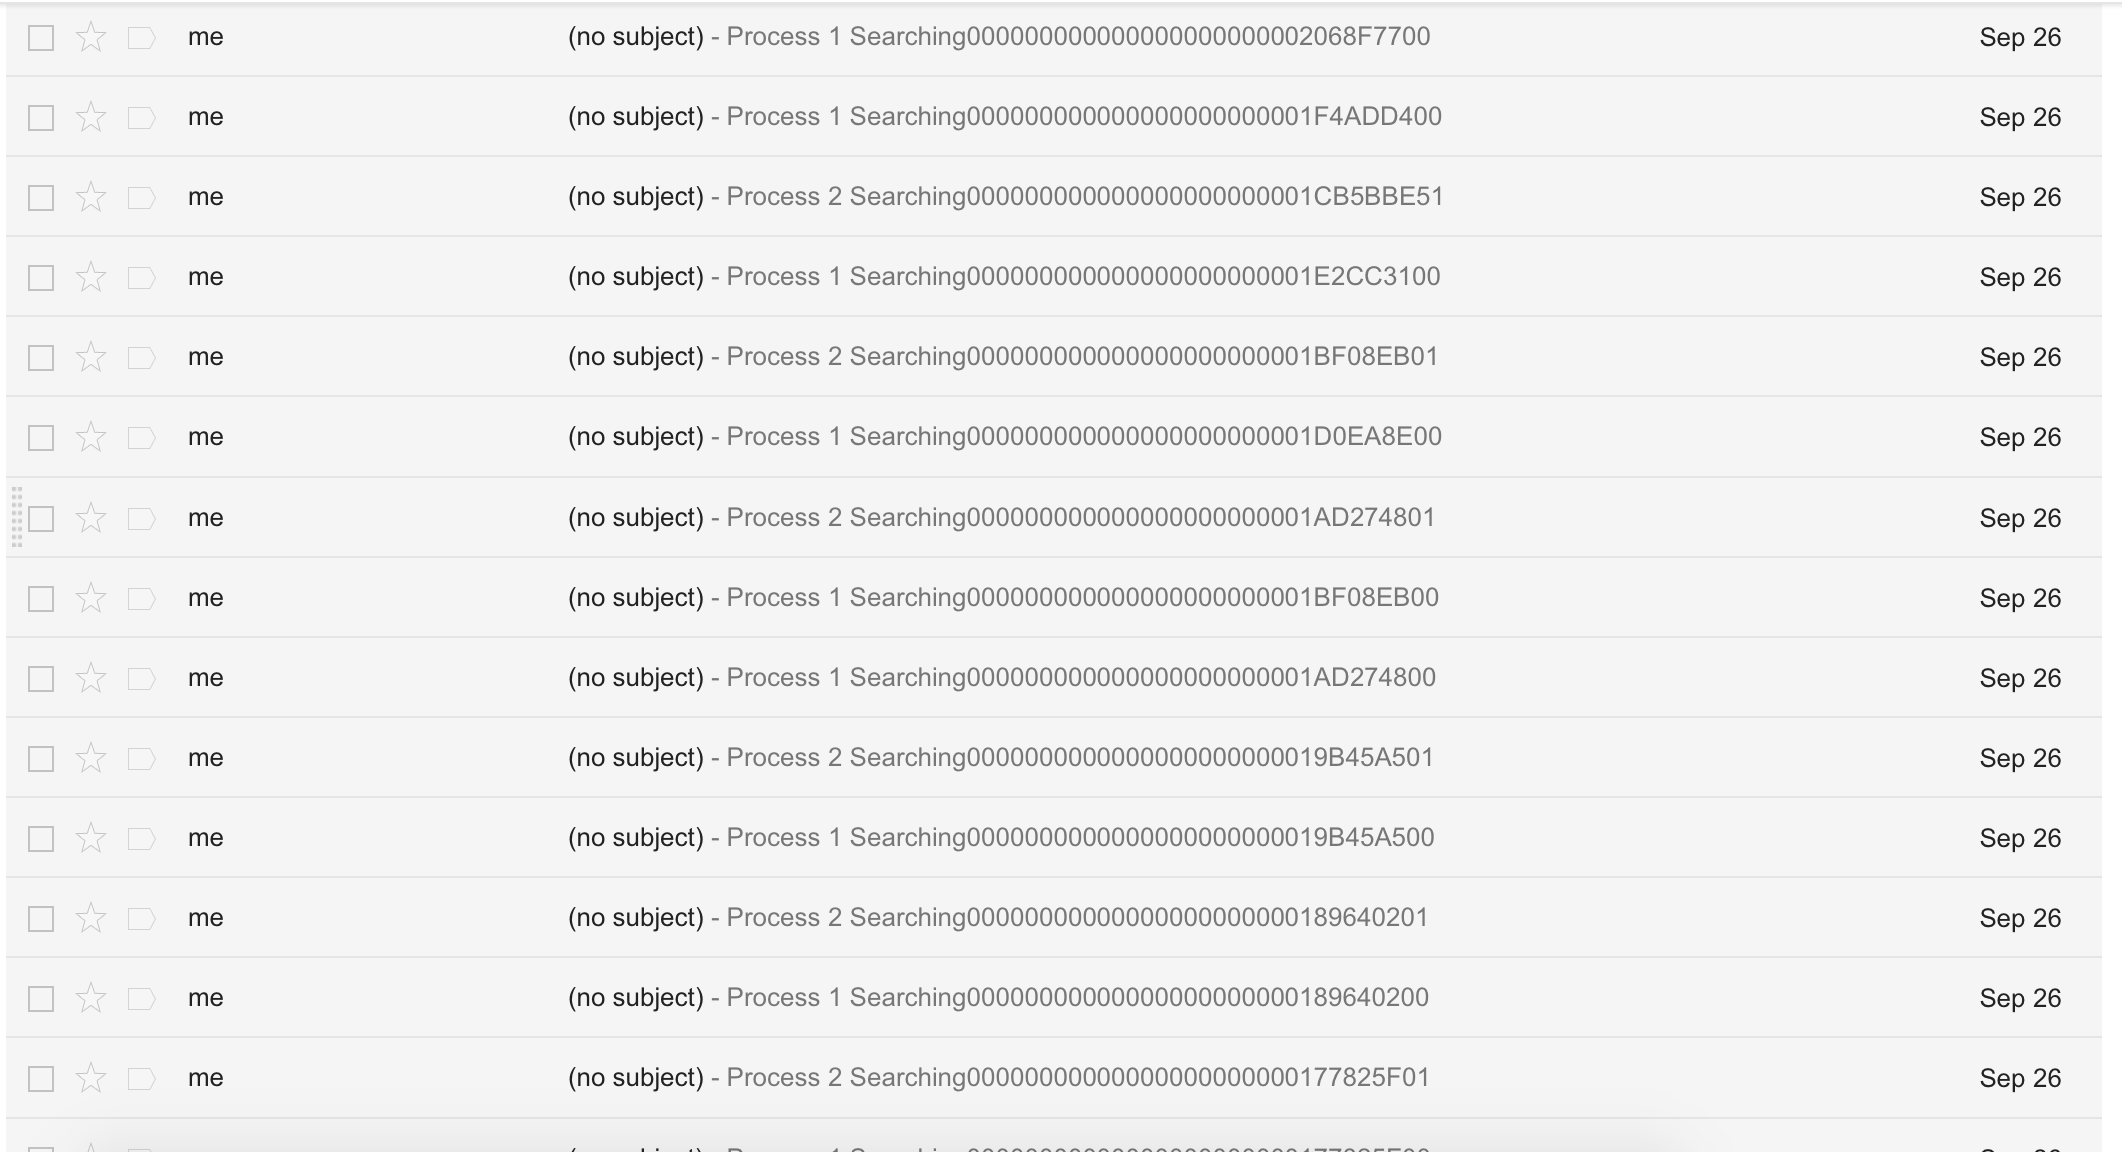 me (no subject) - Process 1 Searching000000000000000000000002068F7700 Sep 26
me (no subject) - Process 1 Searching000000000000000000000001F4ADD400 Sep 26
me (no subject) - Process 2 Searching000000000000000000000001CB5BBE51 Sep 26
me (no subject) - Process 1 Searching000000000000000000000001E2CC3100 Sep 26
me (no subject) - Process 2 Searching000000000000000000000001BF08EB01 Sep 26
me (no subject) - Process 1 Searching000000000000000000000001D0EA8E00 Sep 26
me (no subject) - Process 2 Searching000000000000000000000001AD274801 Sep 26
me (no subject) - Process 1 Searching000000000000000000000001BF08EB00 Sep 26
me (no subject) - Process 1 Searching000000000000000000000001AD274800 Sep 26
me (no subject) - Process 2 Searching0000000000000000000000019B45A501 Sep 26
me (no subject) - Process 1 Searching0000000000000000000000019B45A500 Sep 26
me (no subject) - Process 2 Searching00000000000000000000000189640201 Sep 26
me (no subject) - Process 1 Searching00000000000000000000000189640200 Sep 26
me (no subject) - Process 2 Searching00000000000000000000000177825F01 Sep 26